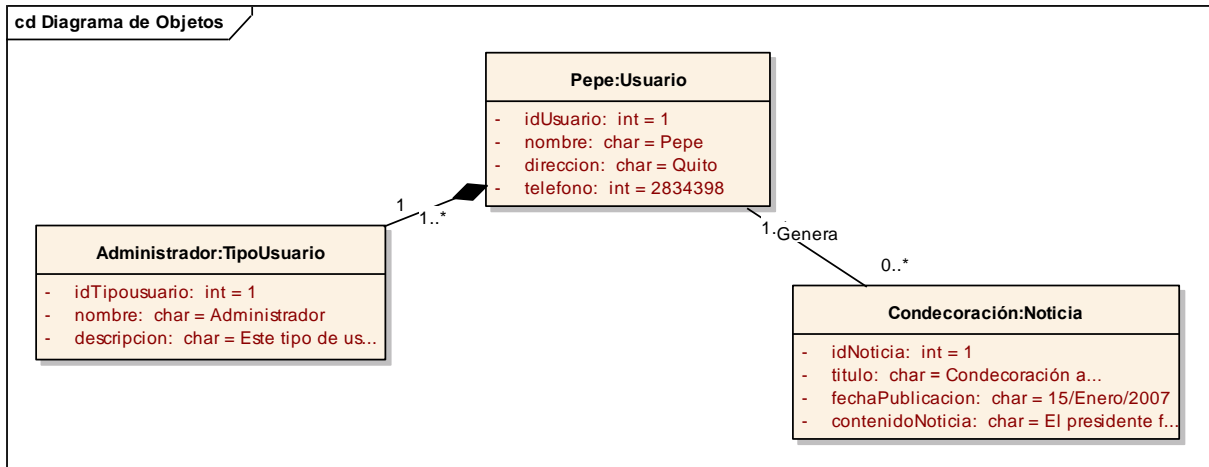 cd Diagrama de Objetos
Pepe:Usuario
- idUsuario: int = 1
- nombre: char = Pepe
- direccion: char = Quito
- telefono: int = 2834398
1
1..*
Administrador:TipoUsuario
- idTipousuario: int = 1
- nombre: char = Administrador
- descripcion: char = Este tipo de us...
1..
Genera
0..*
Condecoración:Noticia
- idNoticia: int = 1
- titulo: char = Condecoración a...
- fechaPublicacion: char = 15/Enero/2007
- contenidoNoticia: char = El presidente f...